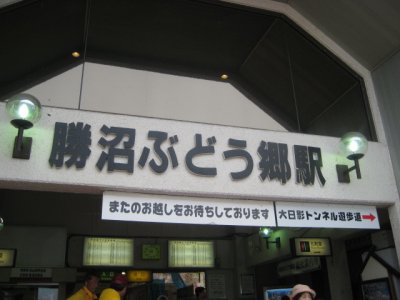 勝沼ぶどう郷駅
またのお越しをお待ちしております
大日影トンネル遊歩道→